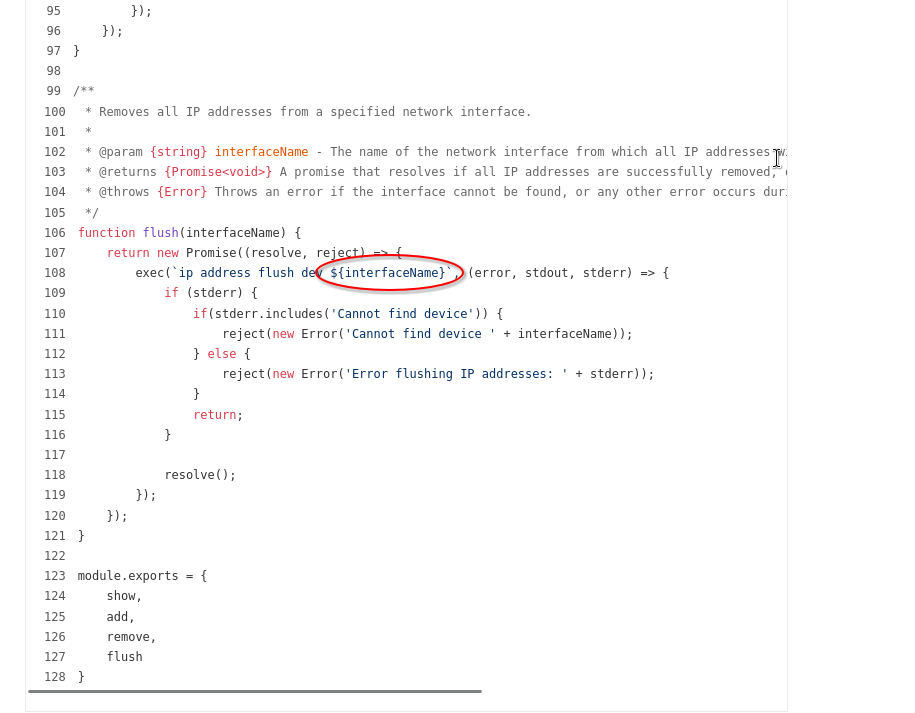 95         });
96     });
97 }
98
99 /**
100  * Removes all IP addresses from a specified network interface.
101  *
102  * @param {string} interfaceName - The name of the network interface from which all IP addresses
103  * @returns {Promise<void>} A promise that resolves if all IP addresses are successfully removed,
104  * @throws {Error} Throws an error if the interface cannot be found, or any other error occurs
105  */
106 function flush(interfaceName) {
107     return new Promise((resolve, reject) => {
108         exec(`ip address flush dev ${interfaceName}`, (error, stdout, stderr) => {
109             if (stderr) {
110                 if(stderr.includes('Cannot find device')) {
111                     reject(new Error('Cannot find device ' + interfaceName));
112                 } else {
113                     reject(new Error('Error flushing IP addresses: ' + stderr));
114                 }
115                 return;
116             }
117
118             resolve();
119         });
120     });
121 }
122
123 module.exports = {
124     show,
125     add,
126     remove,
127     flush
128 }